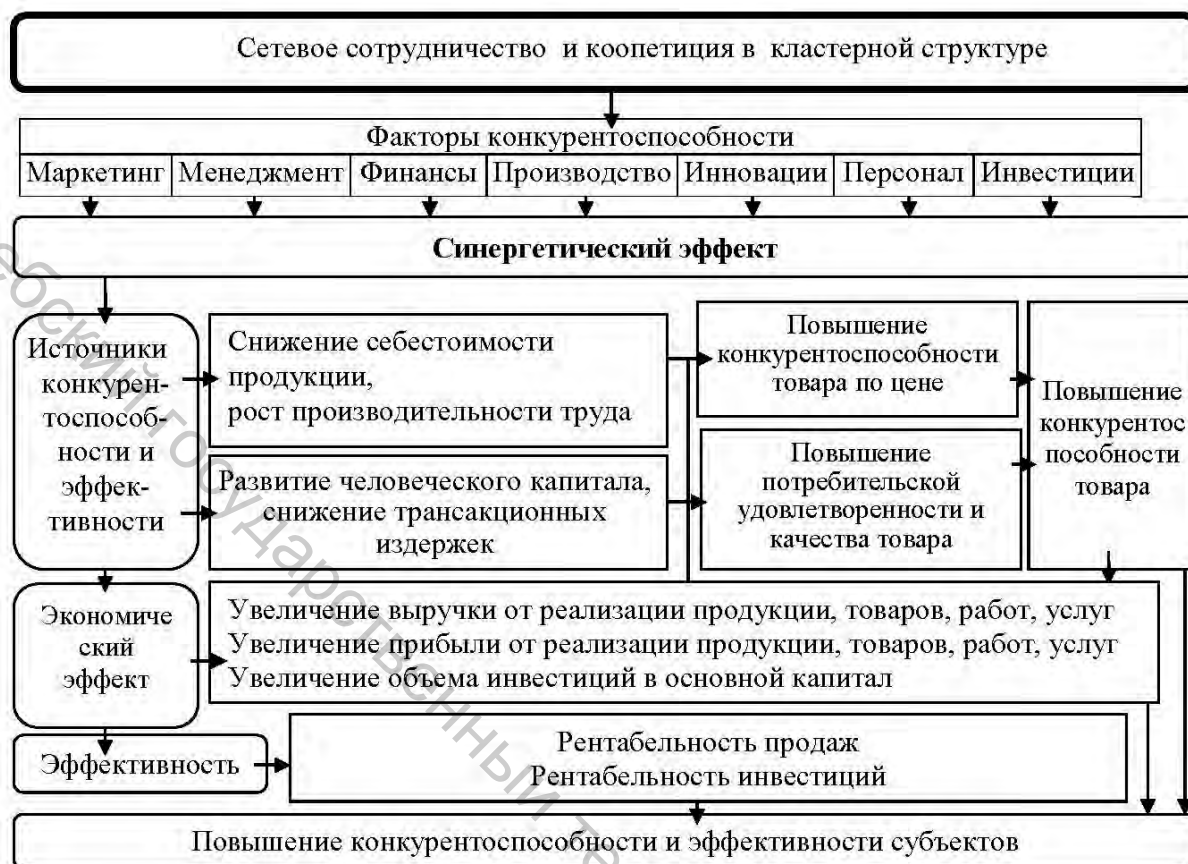 Сетевое сотрудничество и коопетиция в кластерной структуре
Факторы конкурентоспособности
Маркетинг
Менеджмент
Финансы
Производство
Инновации
Персонал
Инвестиции
Синергетический эффект
Источники
конкурен-
тоспособ-
ности и
эффек-
тивности
Снижение себестоимости
продукции,
рост производительности труда
Развитие человеческого капитала,
снижение трансакционных
издержек
Повышение
конкурентоспособности
товара по цене
Повышение
потребительской
удовлетворенности и
качества товара
Повышение
конкурентос
пособности
товара
Экономиче
ский
эффект
Увеличение выручки от реализации продукции, товаров, работ, услуг
Увеличение прибыли от реализации продукции, товаров, работ, услуг
Увеличение объема инвестиций в основной капитал
Эффективность
Рентабельность продаж
Рентабельность инвестиций
Повышение конкурентоспособности и эффективности субъектов
государственный